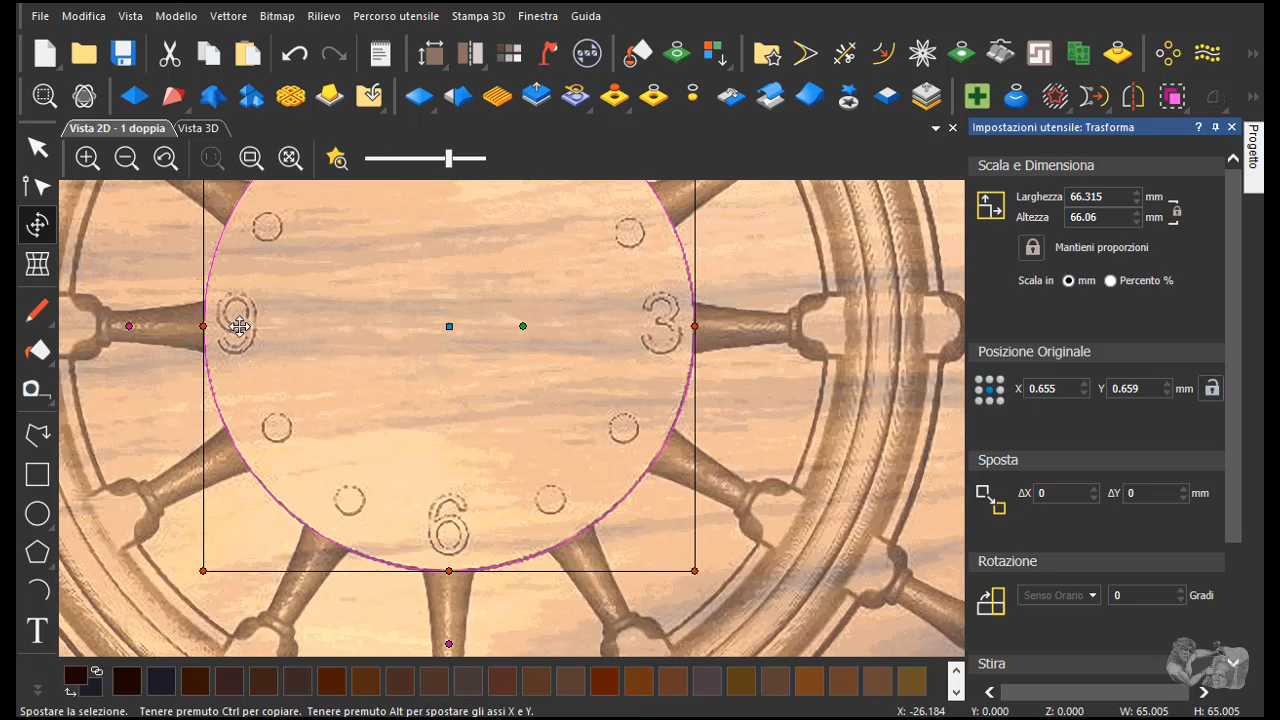 File Modifica Vista Modello Vettore Bitmap Rilievo Percorso utensile Stampa 3D Finestra Guida
Vista 2D - 1 doppia Vista 3D
Impostazioni utensile: Trasforma
Progetto
Scala e Dimensiona
Larghezza 66.315 mm
Altezza 66.06 mm
Mantieni proporzioni
Scala in mm Percento %
Posizione Originale
X 0.655 Y 0.659 mm
Sposta
ΔX 0 ΔY 0 mm
Rotazione
Senso Orario 0 Gradi
Stira
9 3
6
Spostare la selezione. Tenere premuto Ctrl per copiare. Tenere premuto Alt per spostare gli assi X e Y. X: -26.184 Y: 0.000 Z: 0.000 W: 65.005 H: 65.005